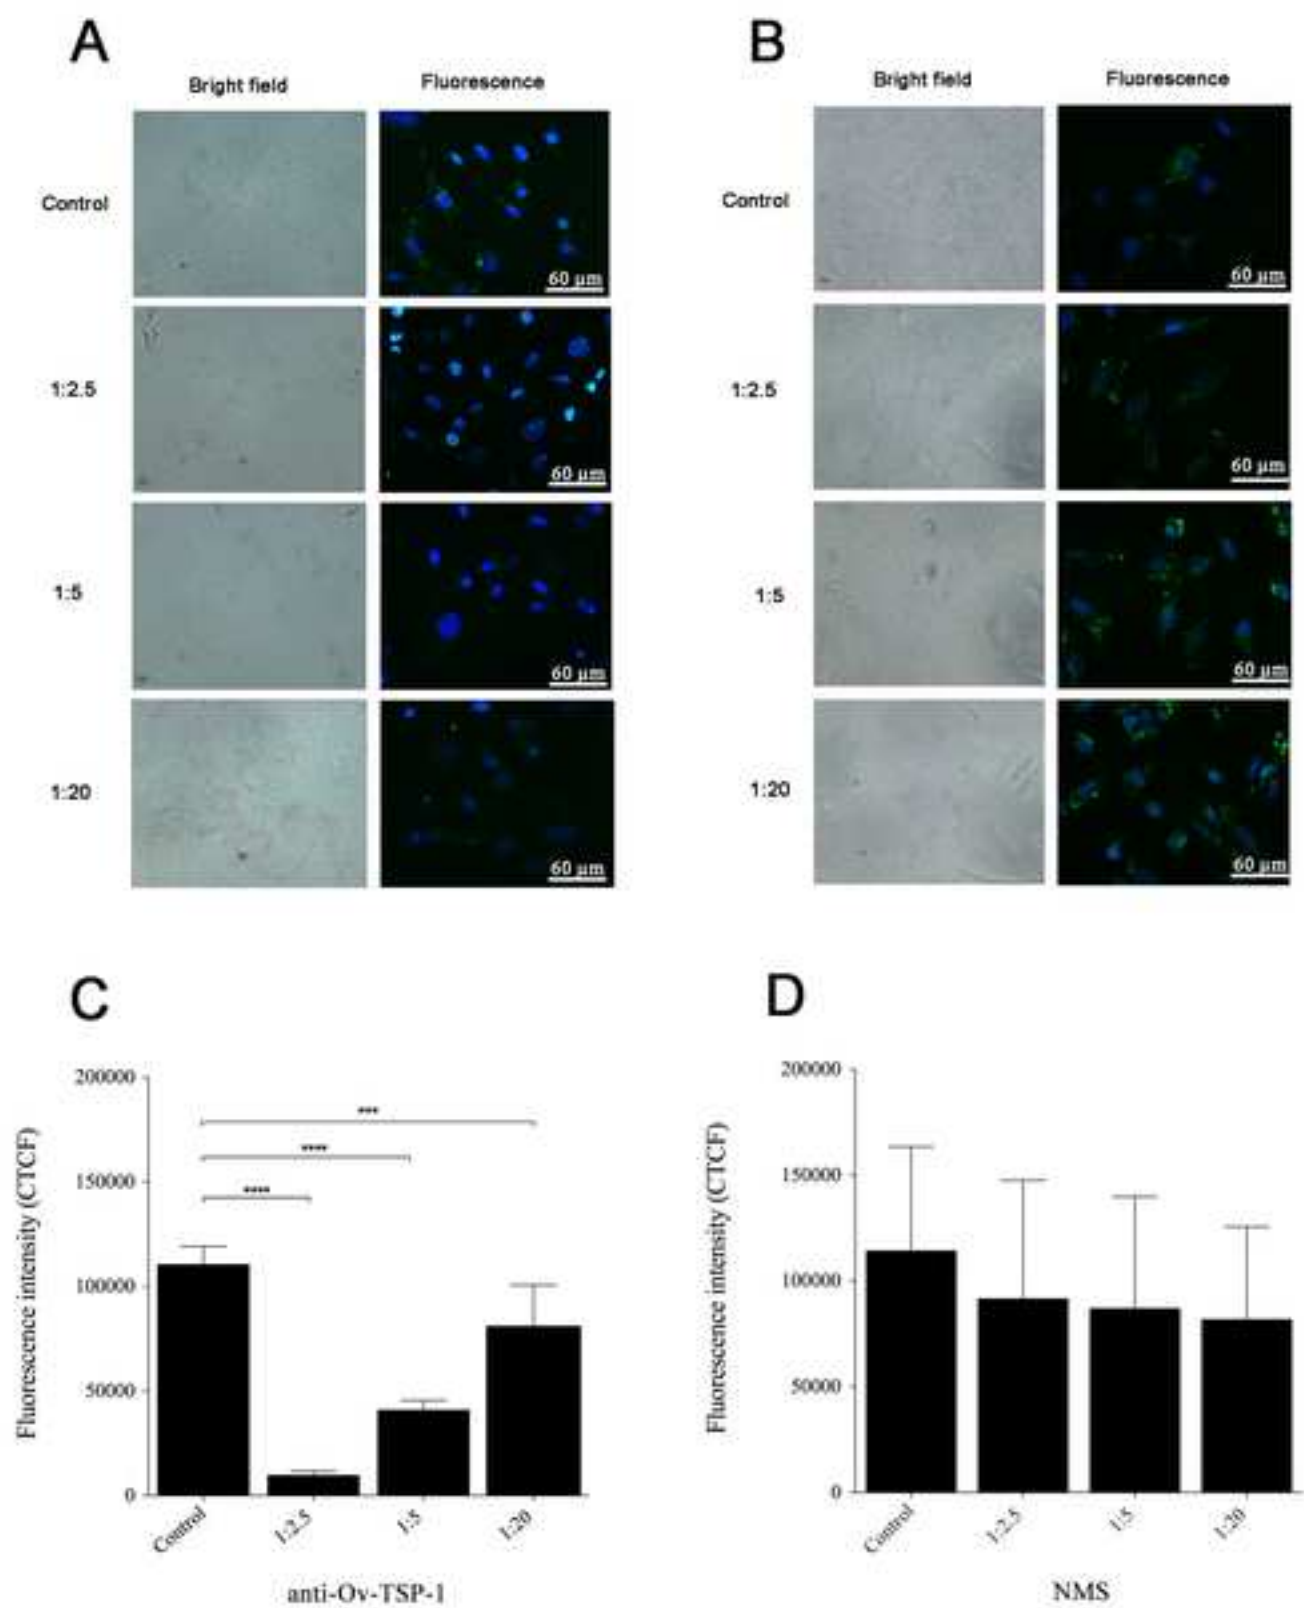 A
Bright field
Fluorescence
Control
60 µm
1:2.5
60 µm
1:5
60 µm
1:20
60 µm
B
Bright field
Fluorescence
Control
60 µm
1:2.5
60 µm
1:5
60 µm
1:20
60 µm
C
Fluorescence intensity (CTCF)
200000
150000
100000
50000
0
***
****
****
Control
1:2.5
1:5
1:20
anti-Ov-TSP-1
D
Fluorescence intensity (CTCF)
200000
150000
100000
50000
0
Control
1:2.5
1:5
1:20
NMS